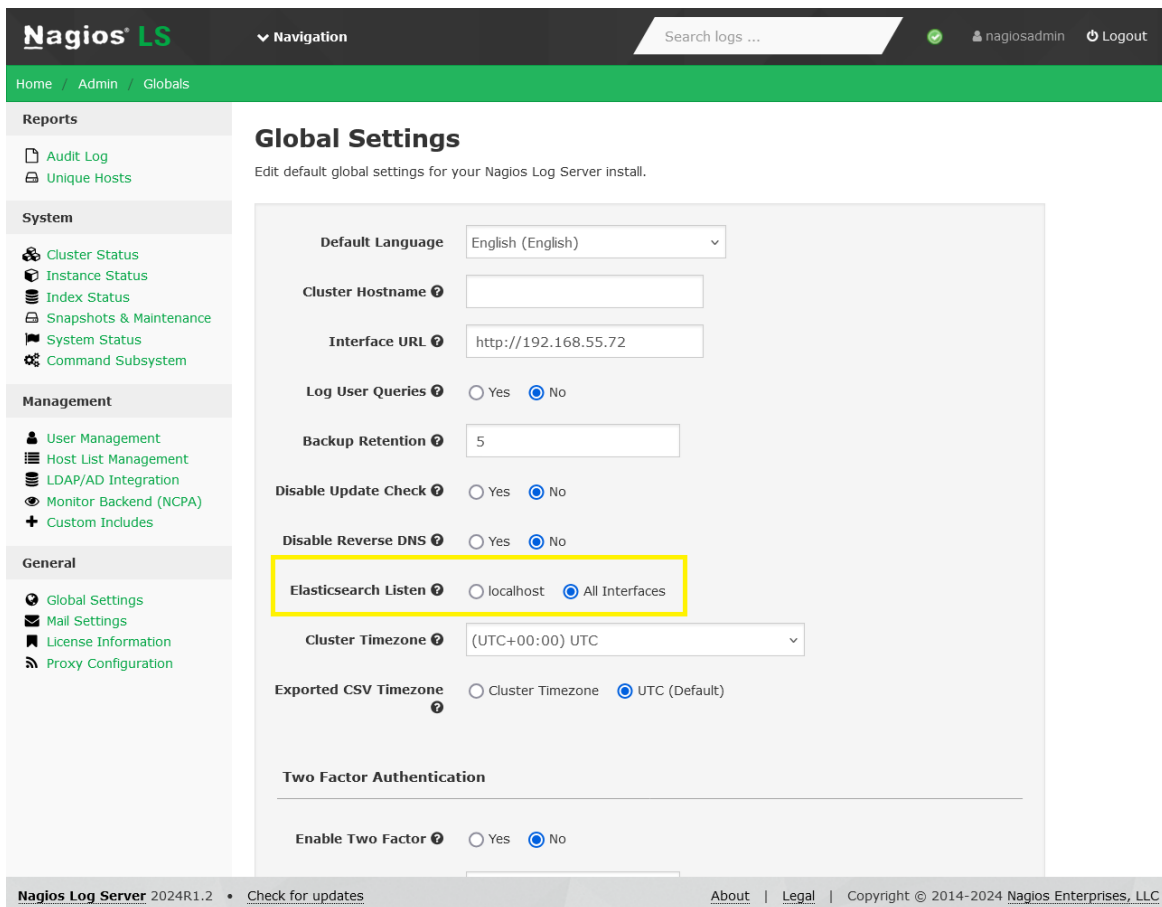 Nagios® LS
Navigation
Search logs ...
nagiosadmin
Logout
Home / Admin / Globals
Reports
Audit Log
Unique Hosts
System
Cluster Status
Instance Status
Index Status
Snapshots & Maintenance
System Status
Command Subsystem
Management
User Management
Host List Management
LDAP/AD Integration
Monitor Backend (NCPA)
Custom Includes
General
Global Settings
Mail Settings
License Information
Proxy Configuration
Global Settings
Edit default global settings for your Nagios Log Server install.
Default Language English (English)
Cluster Hostname
Interface URL http://192.168.55.72
Log User Queries Yes No
Backup Retention 5
Disable Update Check Yes No
Disable Reverse DNS Yes No
Elasticsearch Listen localhost All Interfaces
Cluster Timezone (UTC+00:00) UTC
Exported CSV Timezone Cluster Timezone UTC (Default)
Two Factor Authentication
Enable Two Factor Yes No
Nagios Log Server 2024R1.2 • Check for updates
About | Legal | Copyright © 2014-2024 Nagios Enterprises, LLC